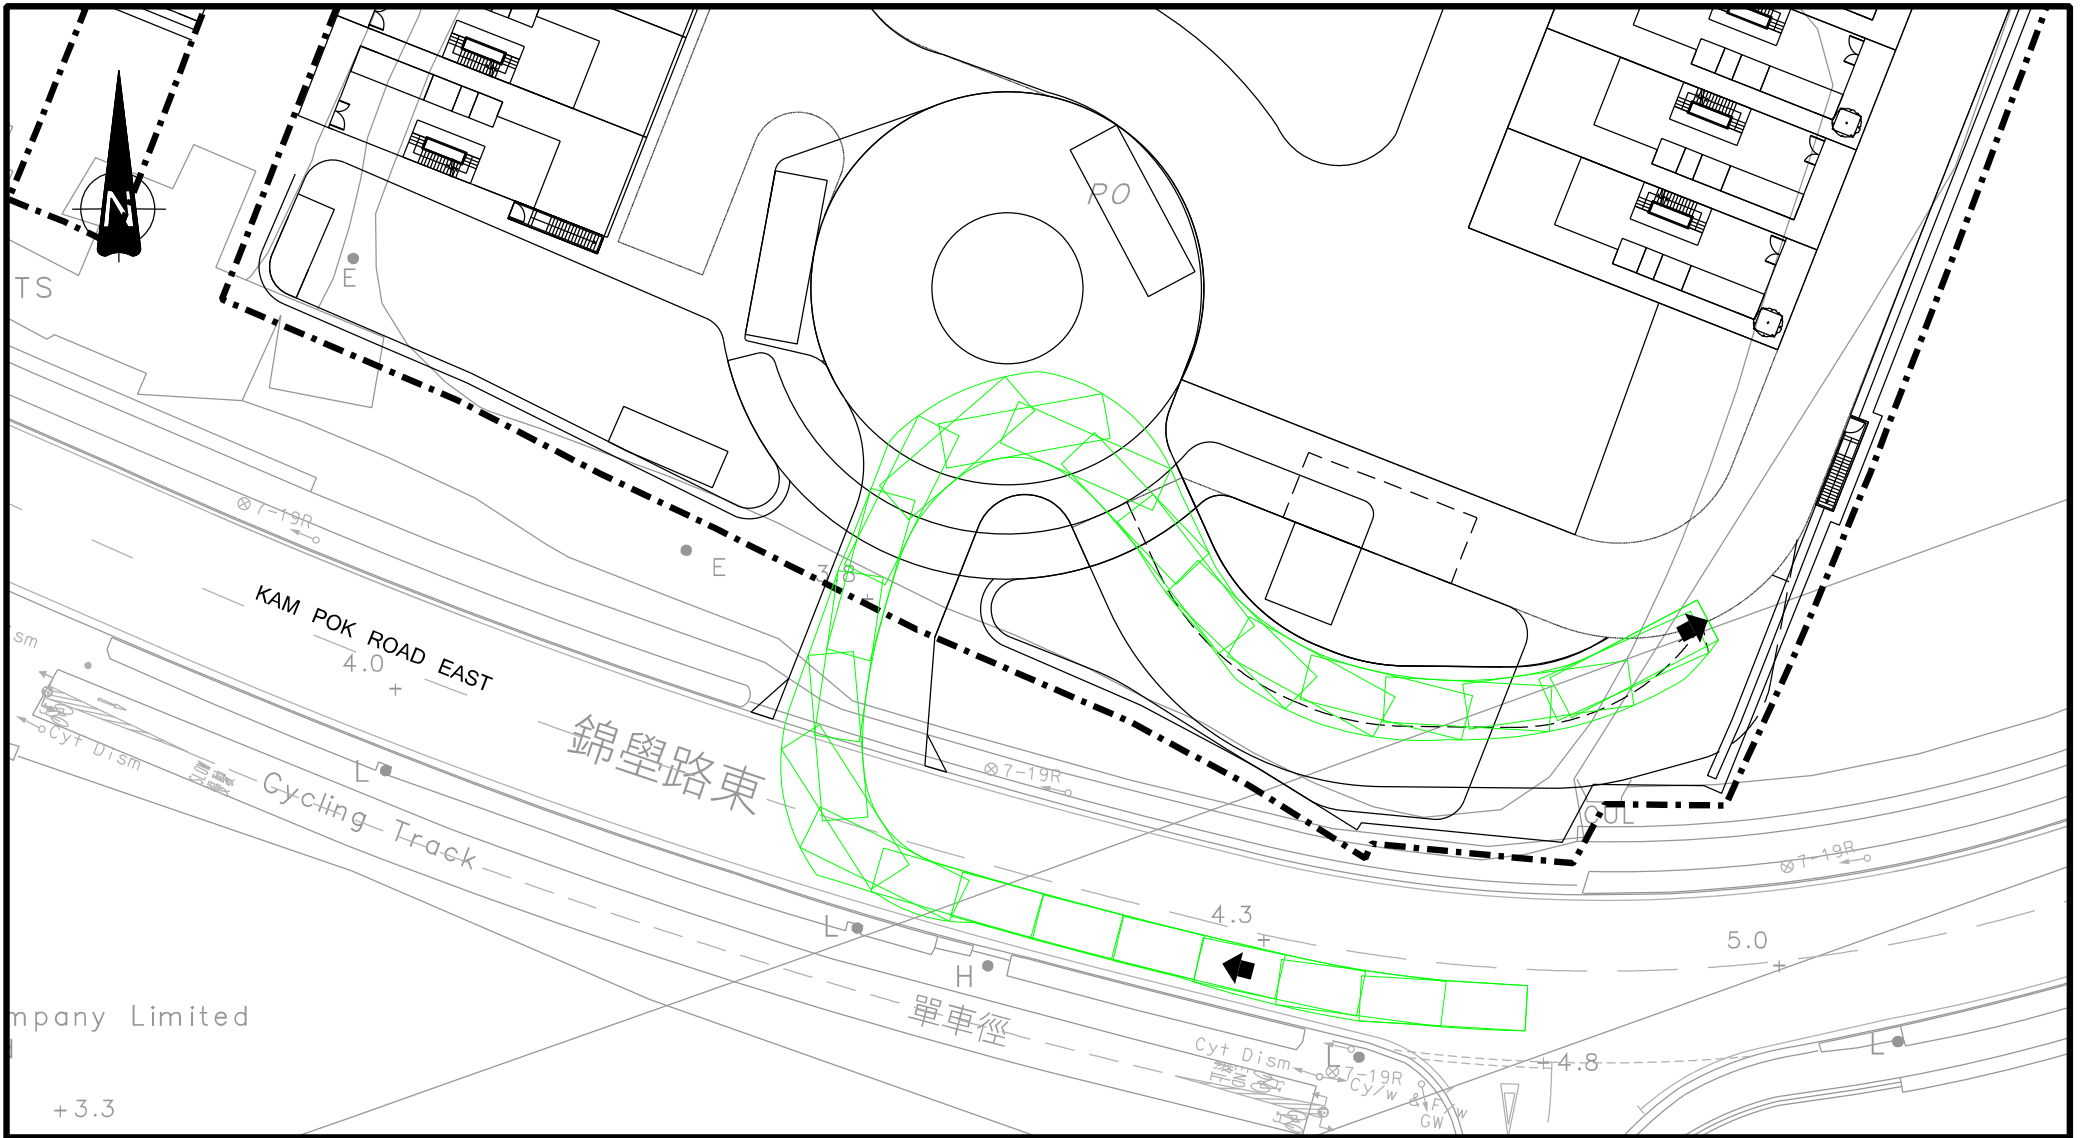 N
PO
TS
E
7-19R
E
3.8
KAM POK ROAD EAST
4.0
ism
Cyt Dism
L
Cycling Track
錦壆路東
7-19R
CUL
7-19R
L
4.3
5.0
H
單車徑
mpany Limited
Cyt Dism
L
7-19R
Cy/w & F/w
GW
4.8
L
3.3